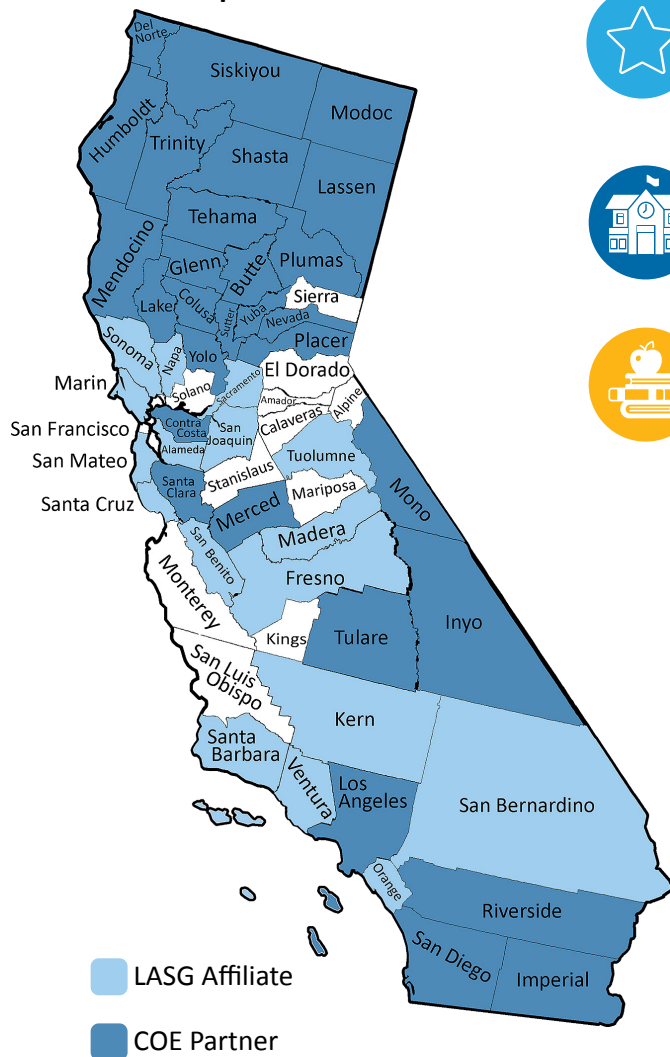 Del
Norte
Siskiyou
Modoc
Humboldt
Trinity
Shasta
Lassen
Tehama
Mendocino
Glenn
Butte
Plumas
Sierra
Lake
Colusa
Sutter
Yuba
Nevada
Placer
Sonoma
Napa
Yolo
Sacramento
El Dorado
Marin
Solano
Amador
Alpine
San Francisco
Contra
Costa
San
Joaquin
Calaveras
Alameda
Tuolumne
San Mateo
Santa
Clara
Stanislaus
Mariposa
Mono
Santa Cruz
Merced
Madera
San Benito
Fresno
Monterey
Kings
Tulare
Inyo
San Luis
Obispo
Kern
Santa
Barbara
Ventura
Los
Angeles
San Bernardino
Orange
Riverside
San Diego
Imperial
LASG Affiliate
COE Partner